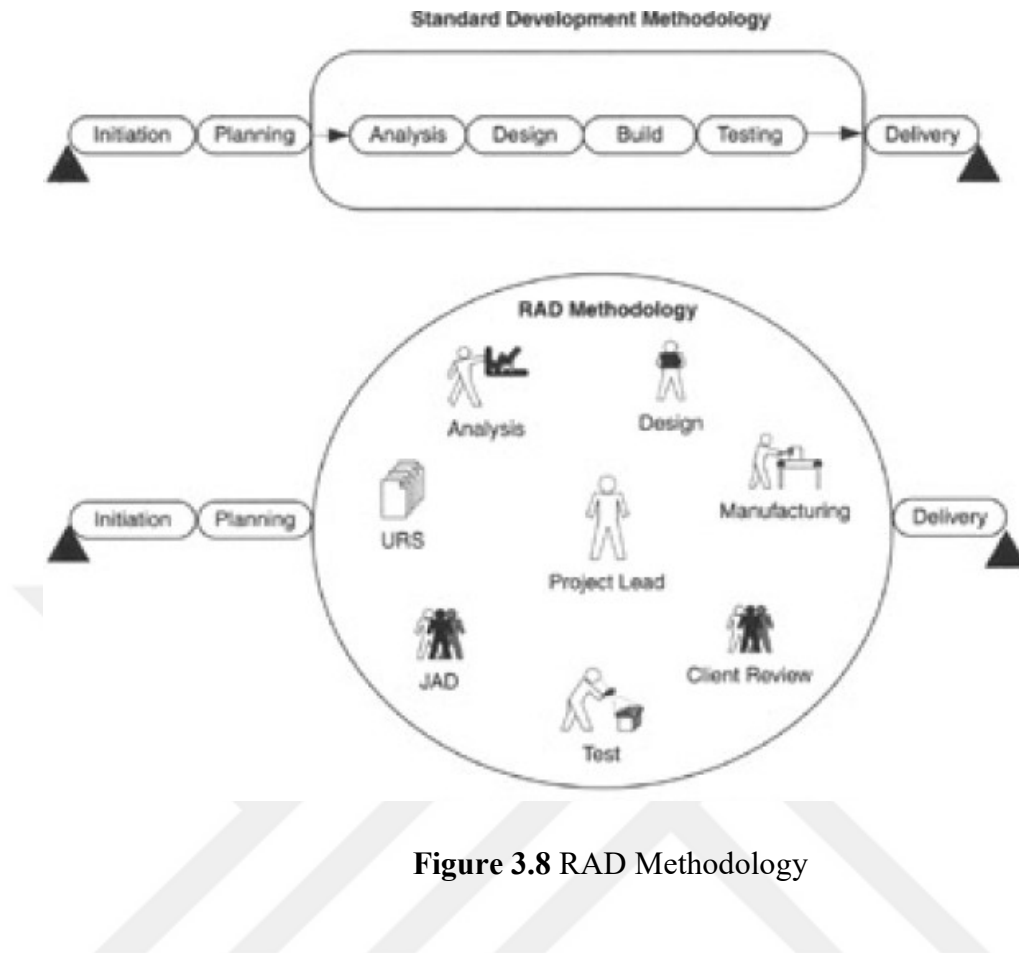 Standard Development Methodology
Initiation Planning Analysis Design Build Testing Delivery
RAD Methodology
Analysis
Design
URS
Manufacturing
Initiation Planning Delivery
Project Lead
JAD
Client Review
Test
Figure 3.8 RAD Methodology